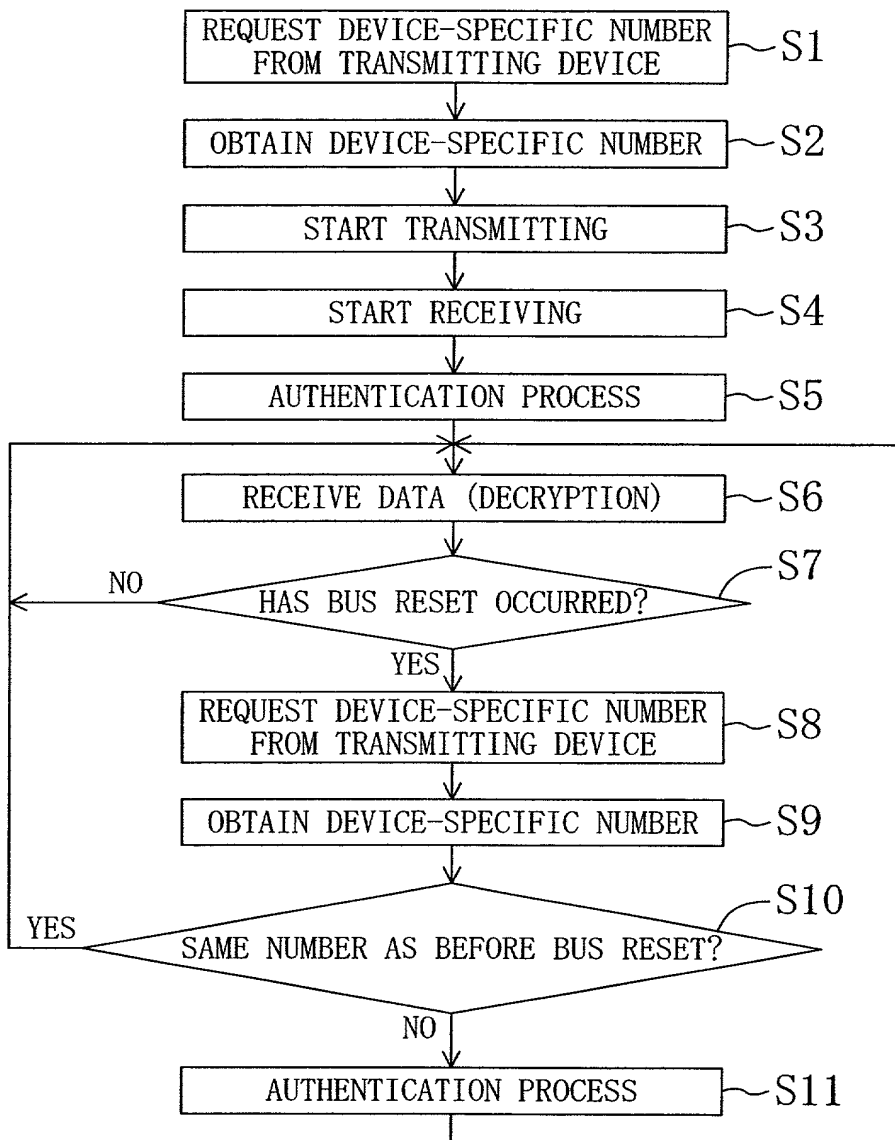 REQUEST DEVICE-SPECIFIC NUMBER
FROM TRANSMITTING DEVICE
S1
OBTAIN DEVICE-SPECIFIC NUMBER
S2
START TRANSMITTING
S3
START RECEIVING
S4
AUTHENTICATION PROCESS
S5
RECEIVE DATA (DECRYPTION)
S6
S7
NO
HAS BUS RESET OCCURRED?
YES
REQUEST DEVICE-SPECIFIC NUMBER
FROM TRANSMITTING DEVICE
S8
OBTAIN DEVICE-SPECIFIC NUMBER
S9
S10
YES
SAME NUMBER AS BEFORE BUS RESET?
NO
AUTHENTICATION PROCESS
S11